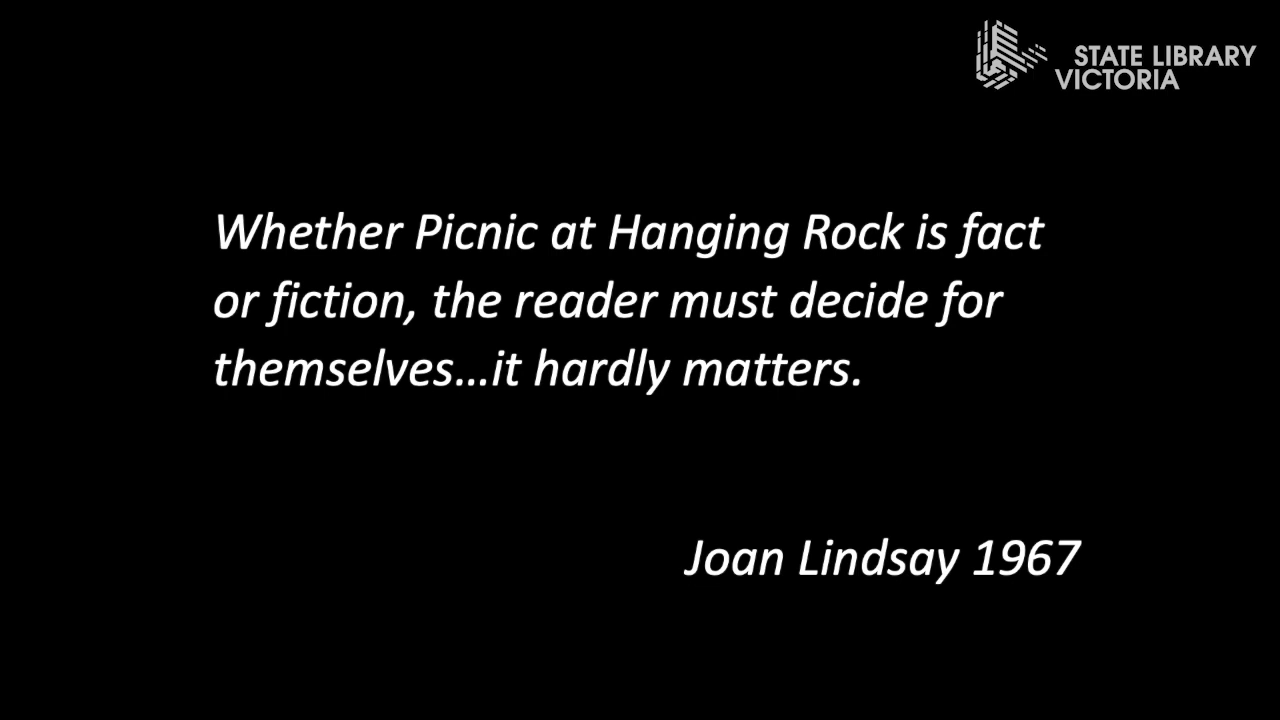 STATE LIBRARY
VICTORIA
Whether Picnic at Hanging Rock is fact
or fiction, the reader must decide for
themselves…it hardly matters.
Joan Lindsay 1967